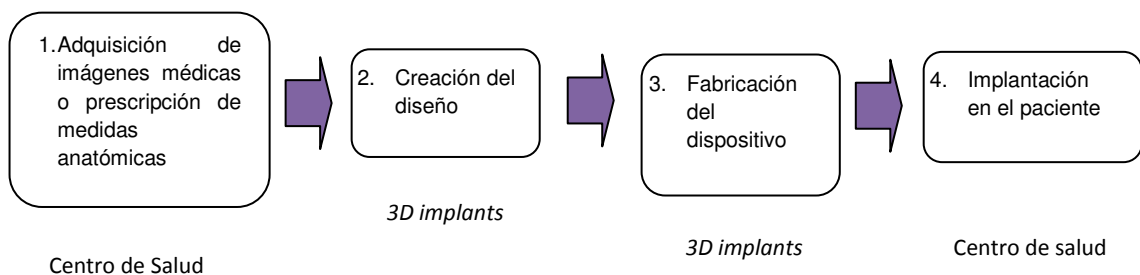 1.Adquisición de
imágenes médicas
o prescripción de
medidas
anatómicas
Centro de Salud
2. Creación del
diseño
3D implants
3. Fabricación
del
dispositivo
3D implants
4. Implantación
en el paciente
Centro de salud